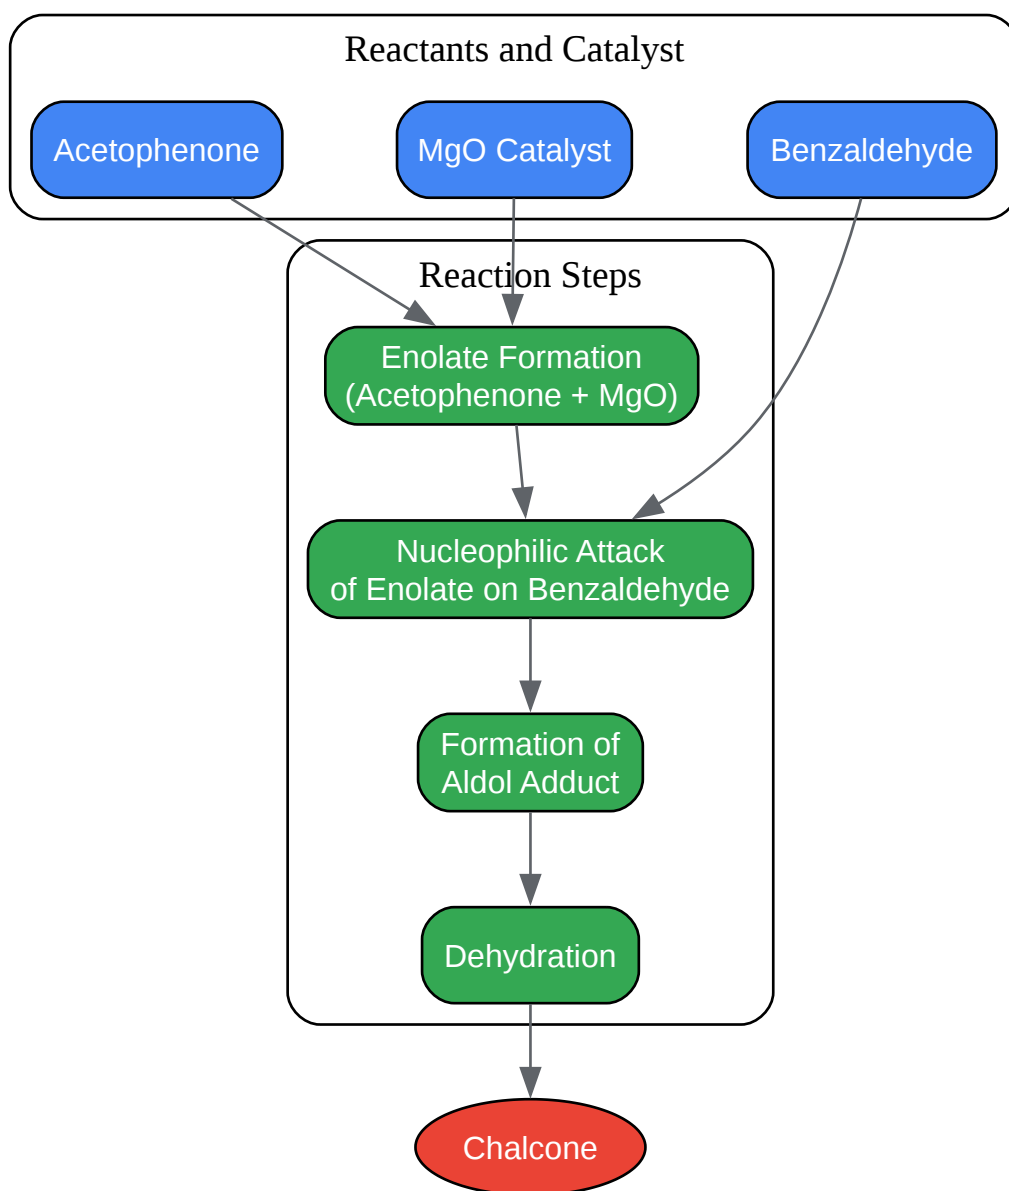 Reactants and Catalyst
Acetophenone
MgO Catalyst
Benzaldehyde
Reaction Steps
Enolate Formation
(Acetophenone + MgO)
Nucleophilic Attack
of Enolate on Benzaldehyde
Formation of
Aldol Adduct
Dehydration
Chalcone